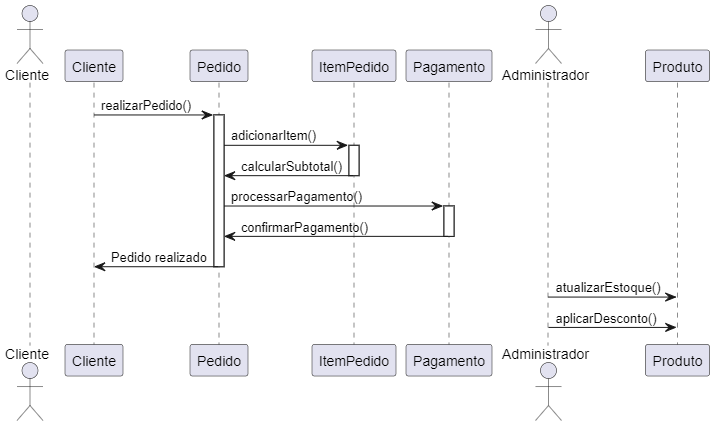 Cliente
Cliente
Pedido
ItemPedido
Pagamento
Administrador
Produto
realizarPedido()
adicionarItem()
calcularSubtotal()
processarPagamento()
confirmarPagamento()
Pedido realizado
atualizarEstoque()
aplicarDesconto()
Cliente
Cliente
Pedido
ItemPedido
Pagamento
Administrador
Produto